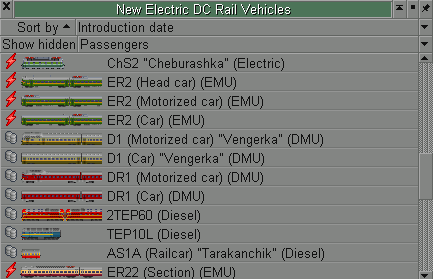 New Electric DC Rail Vehicles
Sort by Introduction date
Show hidden Passengers
ChS2 "Cheburashka" (Electric)
ER2 (Head car) (EMU)
ER2 (Motorized car) (EMU)
ER2 (Car) (EMU)
D1 (Motorized car) "Vengerka" (DMU)
D1 (Car) "Vengerka" (DMU)
DR1 (Motorized car) (DMU)
DR1 (Car) (DMU)
2TEP60 (Diesel)
TEP10L (Diesel)
AS1A (Railcar) "Tarakanchik" (Diesel)
ER22 (Section) (EMU)